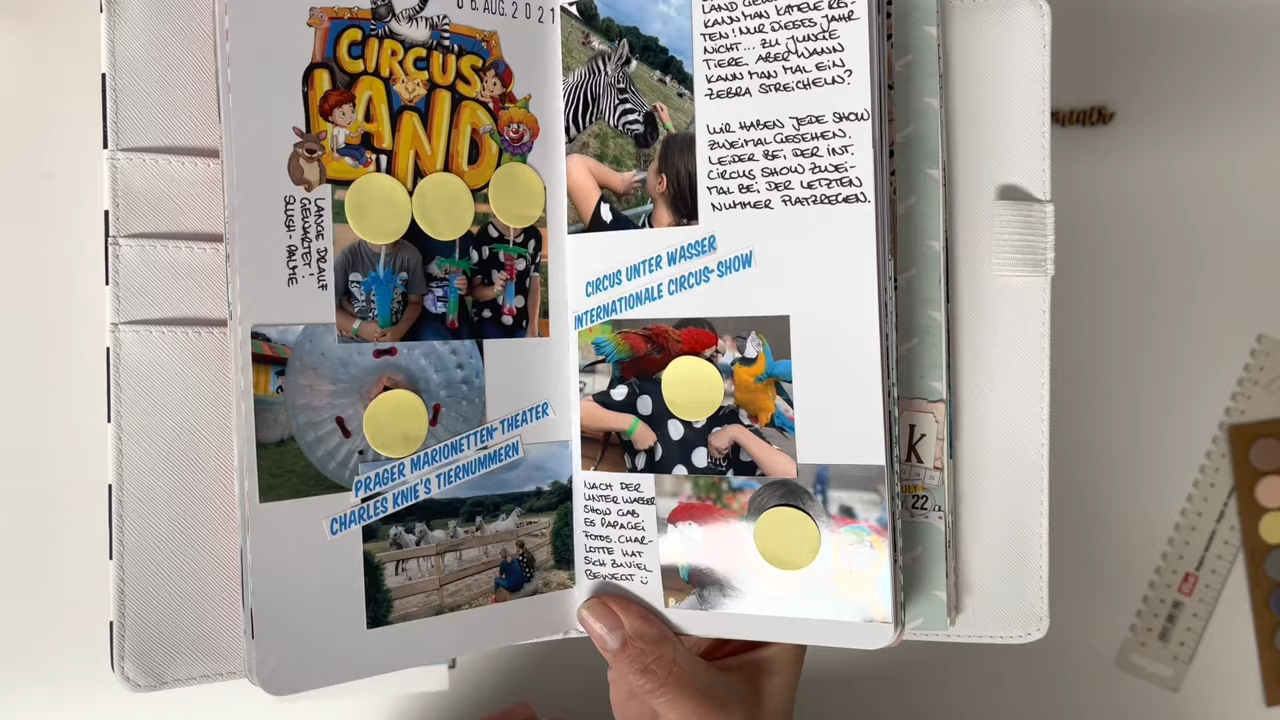 06. AUG. 2021
CIRCUS
LAND
LANGE DRAUF
GEWARTET!
SLUSH-PALME
PRAGER MARIONETTEN-THEATER
CHARLES KNIE'S TIERNUMMERN
KANN MAN KAMELE REI-
TEN! NUR DIESES JAHR
NICHT... ZU JUNGE
TIERE. ABER WANN
KANN MAN MAL EIN
ZEBRA STREICHELN?
WIR HABEN JEDE SHOW
ZWEIMAL GESEHEN.
LEIDER BEI DER INT.
CIRCUS SHOW ZWEI-
MAL BEI DER LETZTEN
NUMMER PLATZREGEN.
CIRCUS UNTER WASSER
INTERNATIONALE CIRCUS-SHOW
NACH DER
UNTER WASSER
SHOW GAB
ES PAPAGEI
FOTOS. CHAR-
LOTTE HAT
SICH ZUVIEL
BEWEGT
k
JULY
22